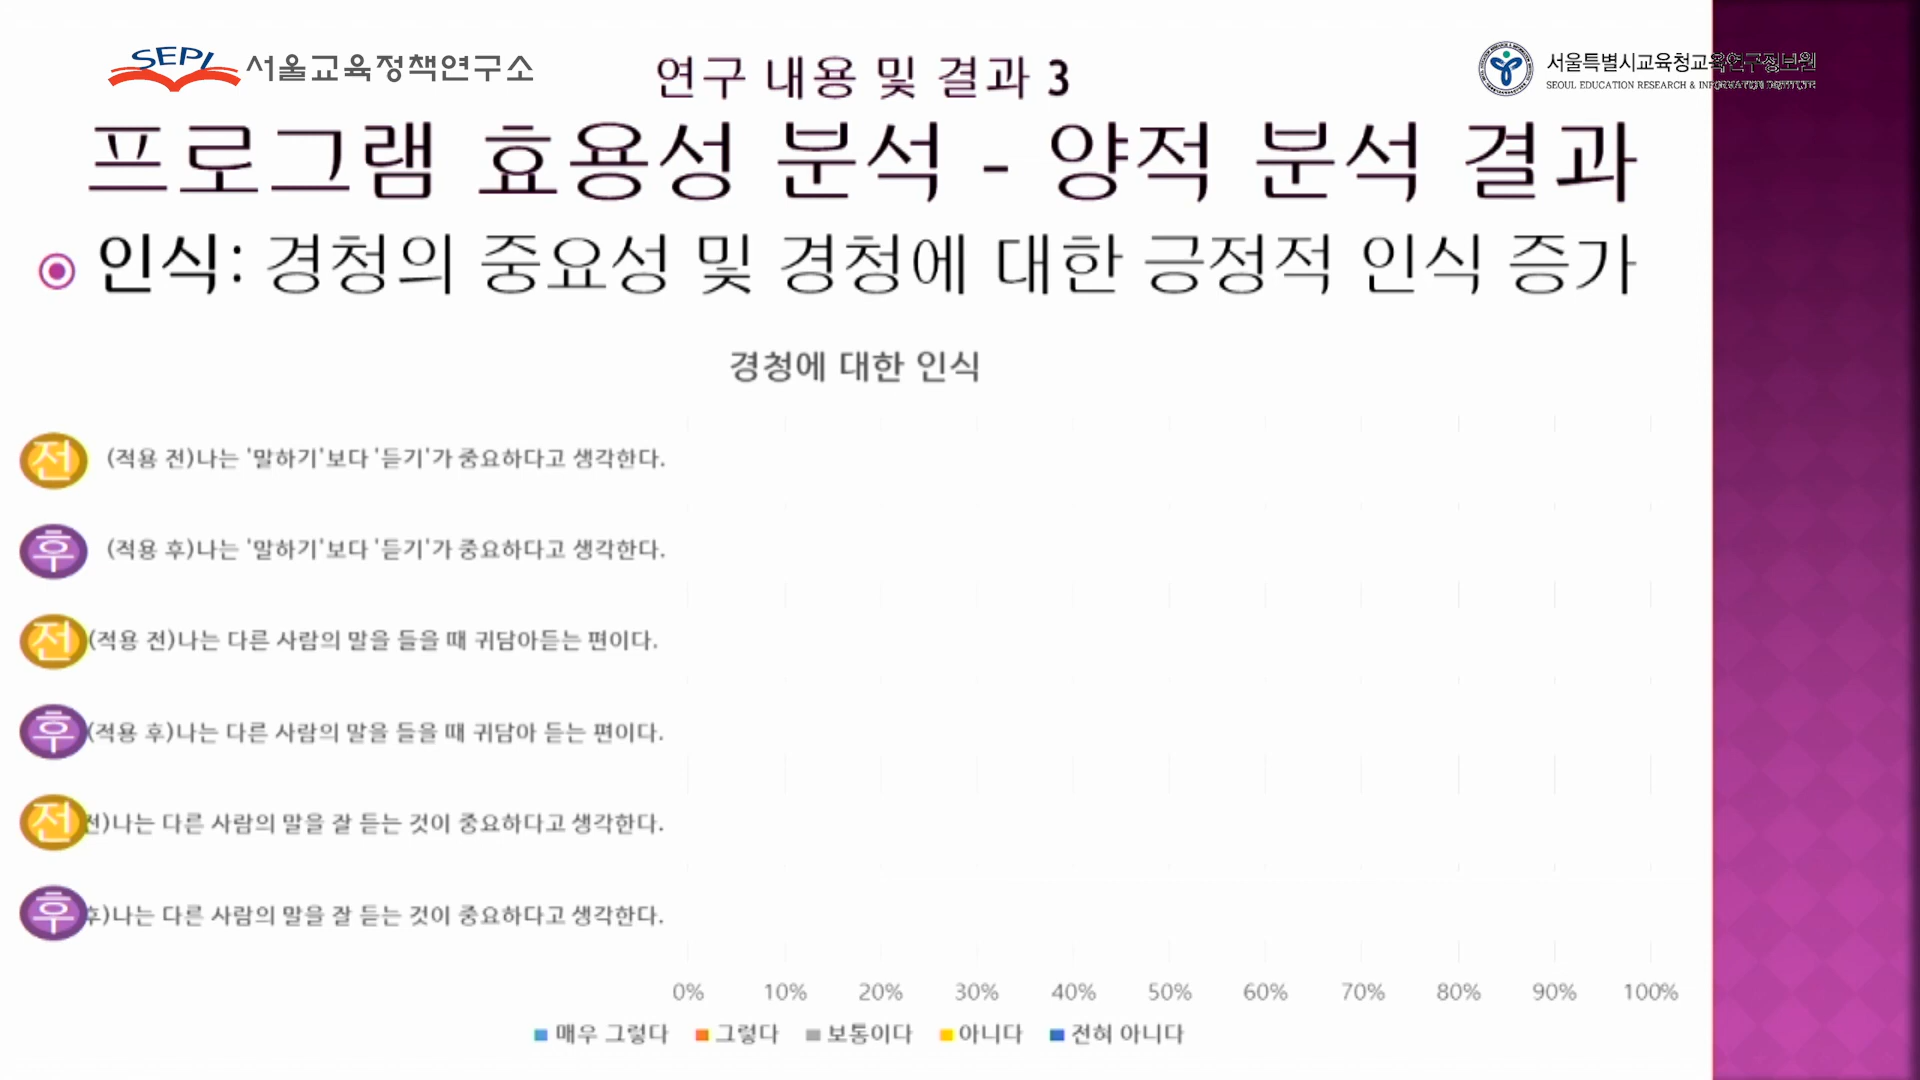 SEPI 서울교육정책연구소
연구 내용 및 결과 3
서울특별시교육청교육연구정보원
SEOUL EDUCATION RESEARCH & INFORMATION INSTITUTE
프로그램 효용성 분석 - 양적 분석 결과
인식: 경청의 중요성 및 경청에 대한 긍정적 인식 증가
경청에 대한 인식
전 (적용 전)나는 '말하기'보다 '듣기'가 중요하다고 생각한다.
후 (적용 후)나는 '말하기'보다 '듣기'가 중요하다고 생각한다.
전 (적용 전)나는 다른 사람의 말을 들을 때 귀담아듣는 편이다.
후 (적용 후)나는 다른 사람의 말을 들을 때 귀담아 듣는 편이다.
전 전)나는 다른 사람의 말을 잘 듣는 것이 중요하다고 생각한다.
후 후)나는 다른 사람의 말을 잘 듣는 것이 중요하다고 생각한다.
0% 10% 20% 30% 40% 50% 60% 70% 80% 90% 100%
매우 그렇다 그렇다 보통이다 아니다 전혀 아니다